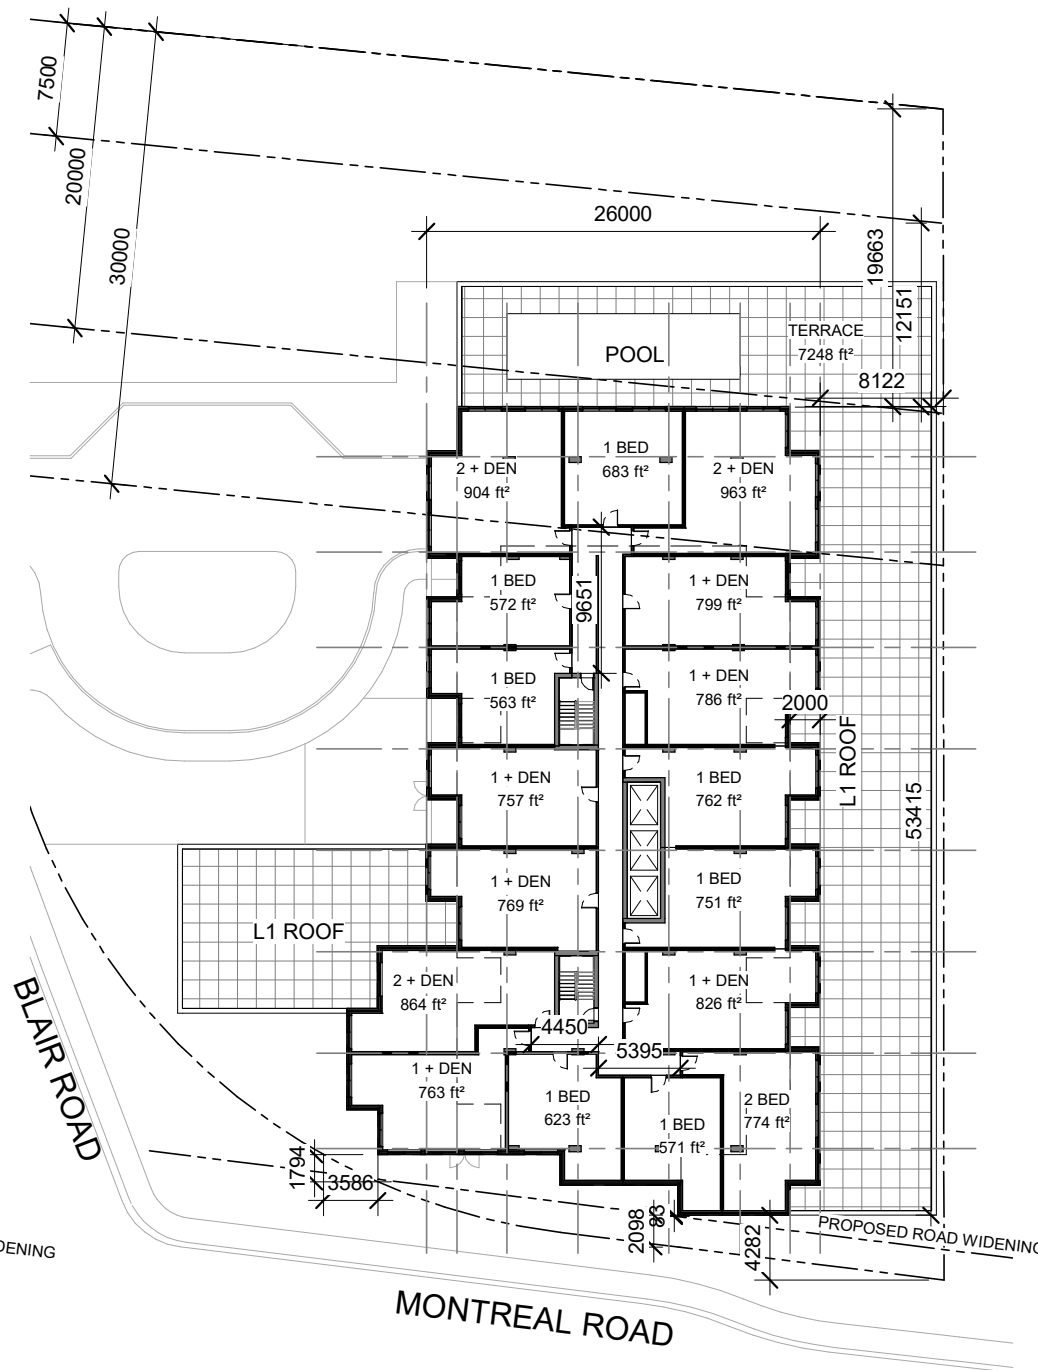 7500
20000
30000
26000
19663
12151
TERRACE
7248 ft²
POOL
8122
2 + DEN
904 ft²
1 BED
683 ft²
2 + DEN
963 ft²
1 BED
572 ft²
9651
1 + DEN
799 ft²
1 BED
563 ft²
1 + DEN
786 ft²
2000
L1 ROOF
1 + DEN
757 ft²
1 BED
762 ft²
53415
1 + DEN
769 ft²
1 BED
751 ft²
L1 ROOF
2 + DEN
864 ft²
1 + DEN
826 ft²
4450
5395
1 + DEN
763 ft²
1 BED
623 ft²
1 BED
571 ft²
2 BED
774 ft²
BLAIR ROAD
1794
3586
2098
83
4282
PROPOSED ROAD WIDENING
DENING
MONTREAL ROAD